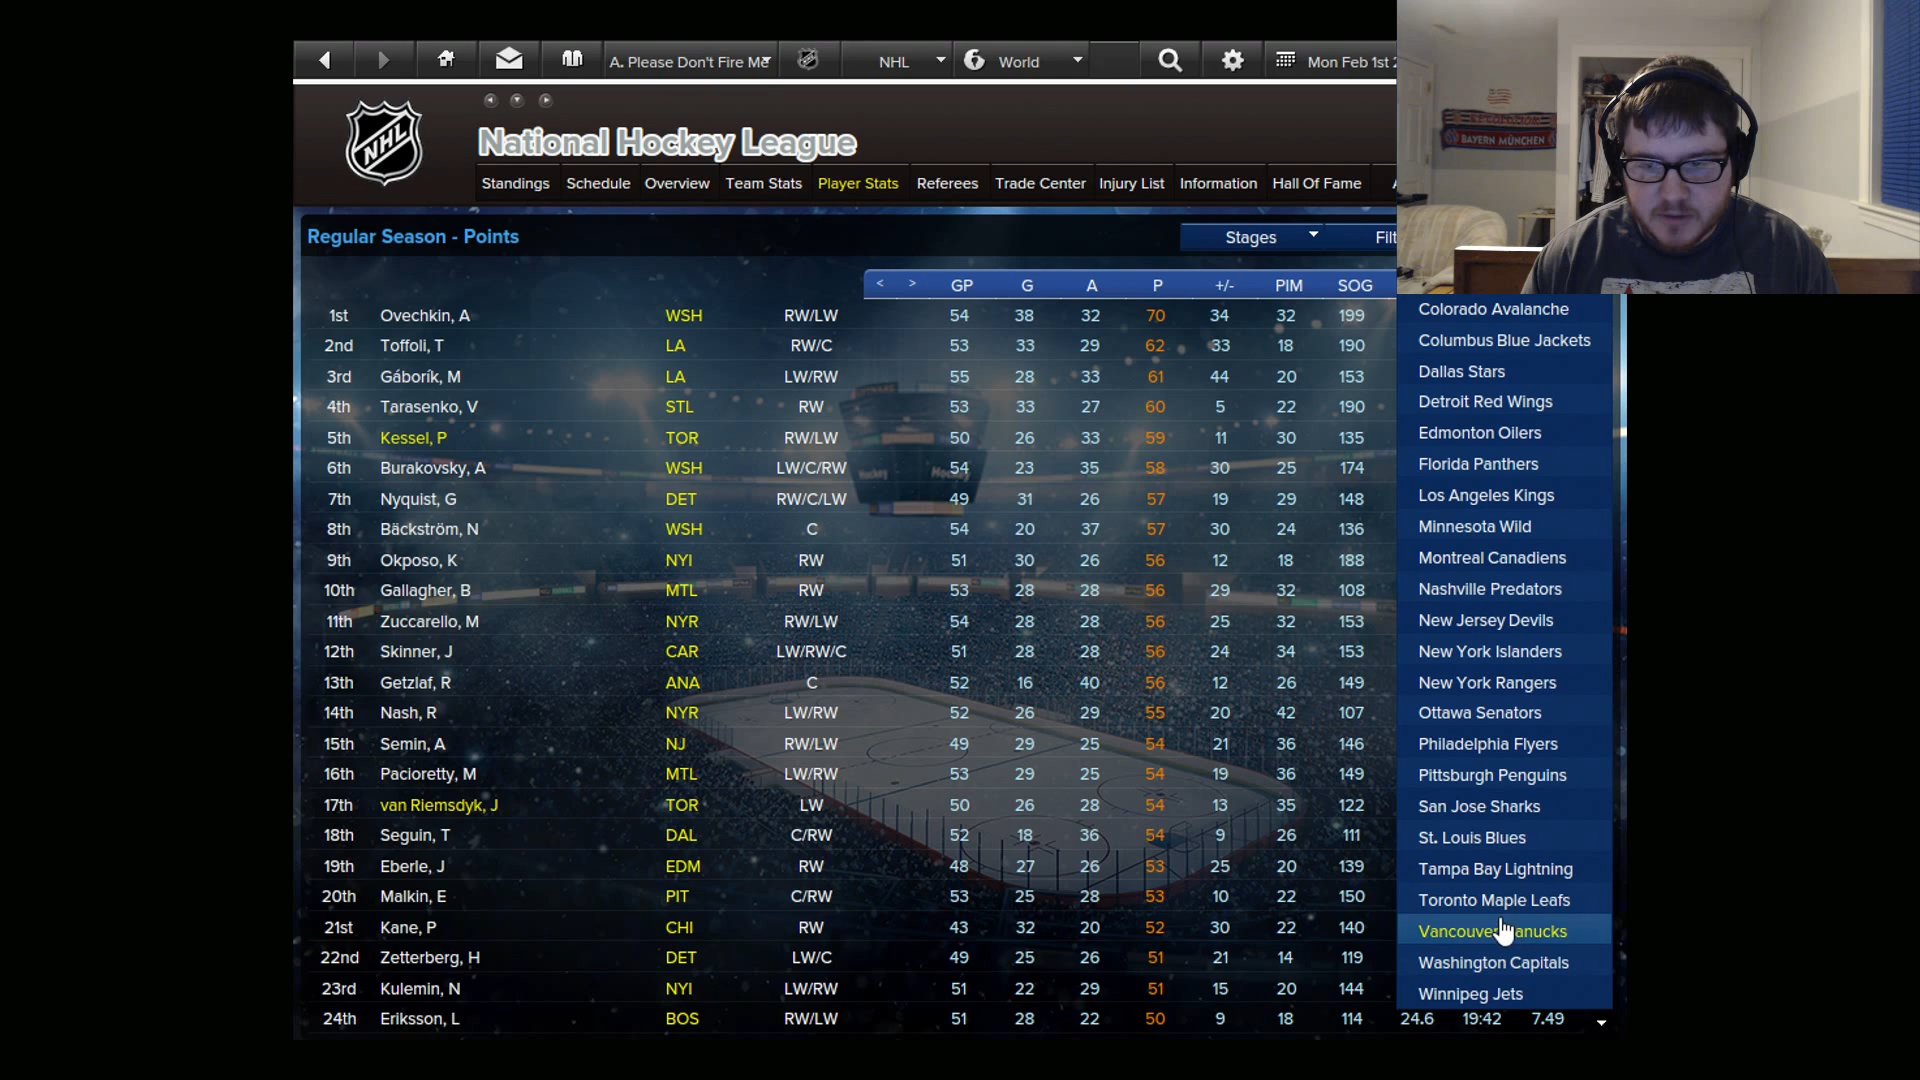 A. Please Don't Fire Me NHL World Mon Feb 1st
NHL
National Hockey League
Standings Schedule Overview Team Stats Player Stats Referees Trade Center Injury List Information Hall Of Fame
BAYERN MÜNCHEN
Regular Season - Points
Stages
Filt
< > GP G A P +/- PIM SOG
1st Ovechkin, A WSH RW/LW 54 38 32 70 34 32 199
2nd Toffoli, T LA RW/C 53 33 29 62 33 18 190
3rd Gáborík, M LA LW/RW 55 28 33 61 44 20 153
4th Tarasenko, V STL RW 53 33 27 60 5 22 190
5th Kessel, P TOR RW/LW 50 26 33 59 11 30 135
6th Burakovsky, A WSH LW/C/RW 54 23 35 58 30 25 174
7th Nyquist, G DET RW/C/LW 49 31 26 57 19 29 148
8th Bäckström, N WSH C 54 20 37 57 30 24 136
9th Okposo, K NYI RW 51 30 26 56 12 18 188
10th Gallagher, B MTL RW 53 28 28 56 29 32 108
11th Zuccarello, M NYR RW/LW 54 28 28 56 25 32 153
12th Skinner, J CAR LW/RW/C 51 28 28 56 24 34 153
13th Getzlaf, R ANA C 52 16 40 56 12 26 149
14th Nash, R NYR LW/RW 52 26 29 55 20 42 107
15th Semin, A NJ RW/LW 49 29 25 54 21 36 146
16th Pacioretty, M MTL LW/RW 53 29 25 54 19 36 149
17th van Riemsdyk, J TOR LW 50 26 28 54 13 35 122
18th Seguin, T DAL C/RW 52 18 36 54 9 26 111
19th Eberle, J EDM RW 48 27 26 53 25 20 139
20th Malkin, E PIT C/RW 53 25 28 53 10 22 150
21st Kane, P CHI RW 43 32 20 52 30 22 140
22nd Zetterberg, H DET LW/C 49 25 26 51 21 14 119
23rd Kulemin, N NYI LW/RW 51 22 29 51 15 20 144
24th Eriksson, L BOS RW/LW 51 28 22 50 9 18 114 24.6 19:42 7.49
Colorado Avalanche
Columbus Blue Jackets
Dallas Stars
Detroit Red Wings
Edmonton Oilers
Florida Panthers
Los Angeles Kings
Minnesota Wild
Montreal Canadiens
Nashville Predators
New Jersey Devils
New York Islanders
New York Rangers
Ottawa Senators
Philadelphia Flyers
Pittsburgh Penguins
San Jose Sharks
St. Louis Blues
Tampa Bay Lightning
Toronto Maple Leafs
Vancouver Canucks
Washington Capitals
Winnipeg Jets